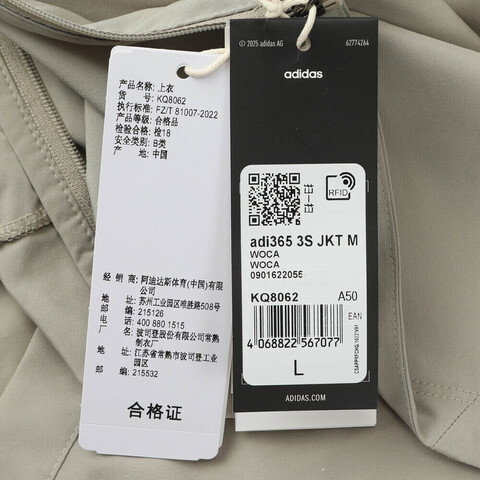 产品名称: 上衣
货 号: KQ8062
执行标准: FZ/T 81007-2022
产品等级: 合格品
检验合格: 检18
安全类别: B类
产 地: 中国
经 销 商: 阿迪达斯体育(中国)有限
公司
地 址: 苏州工业园区唯胜路508号
邮 编: 215126
电 话: 400 880 1515
制 造 商: 波司登股份有限公司常熟
制衣厂
地 址: 江苏省常熟市波司登工业
园区
邮 编: 215532
合格证
© 2025 adidas AG
62774264
adidas
RFID
adi365 3S JKT M
WOCA
WOCA
0901622055
KQ8062
A50
EAN
4 068822 567077
L
ADIDAS.COM